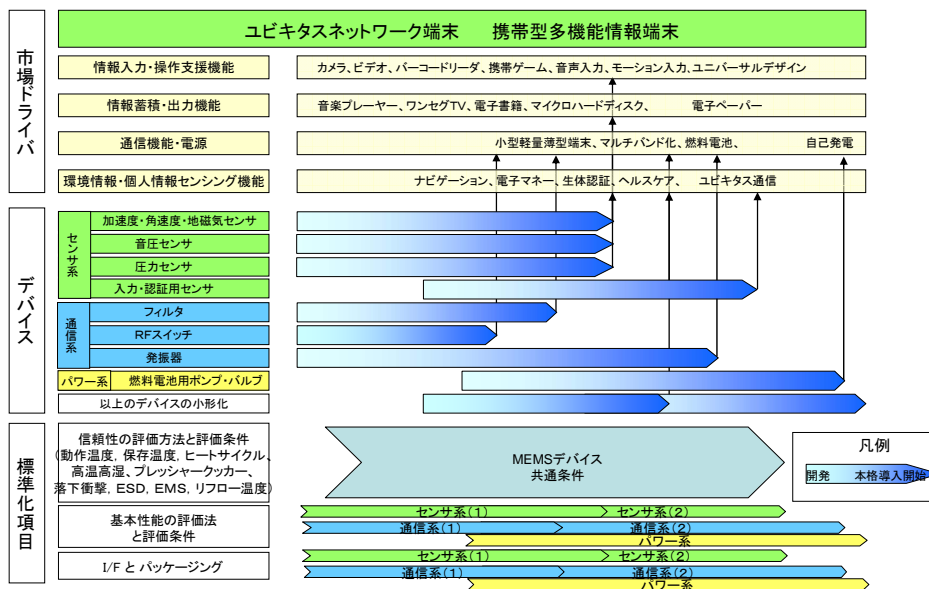 ユビキタスネットワーク端末　携帯型多機能情報端末
市場ドライバ
情報入力・操作支援機能
カメラ、ビデオ、バーコードリーダ、携帯ゲーム、音声入力、モーション入力、ユニバーサルデザイン
情報蓄積・出力機能
音楽プレーヤー、ワンセグTV、電子書籍、マイクロハードディスク、　電子ペーパー
通信機能・電源
小型軽量薄型端末、マルチバンド化、燃料電池、　自己発電
環境情報・個人情報センシング機能
ナビゲーション、電子マネー、生体認証、ヘルスケア、　ユビキタス通信
デバイス
センサ系
加速度・角速度・地磁気センサ
音圧センサ
圧力センサ
入力・認証用センサ
通信系
フィルタ
RFスイッチ
発振器
パワー系
燃料電池用ポンプ・バルブ
以上のデバイスの小形化
標準化項目
信頼性の評価方法と評価条件
(動作温度, 保存温度, ヒートサイクル、
高温高湿、プレッシャークッカー、
落下衝撃, ESD, EMS, リフロー温度)
MEMSデバイス
共通条件
凡例
開発　本格導入開始
基本性能の評価法
と評価条件
センサ系(1)　センサ系(2)
通信系(1)　通信系(2)
パワー系
I/F と パッケージング
センサ系(1)　センサ系(2)
通信系(1)　通信系(2)
パワー系